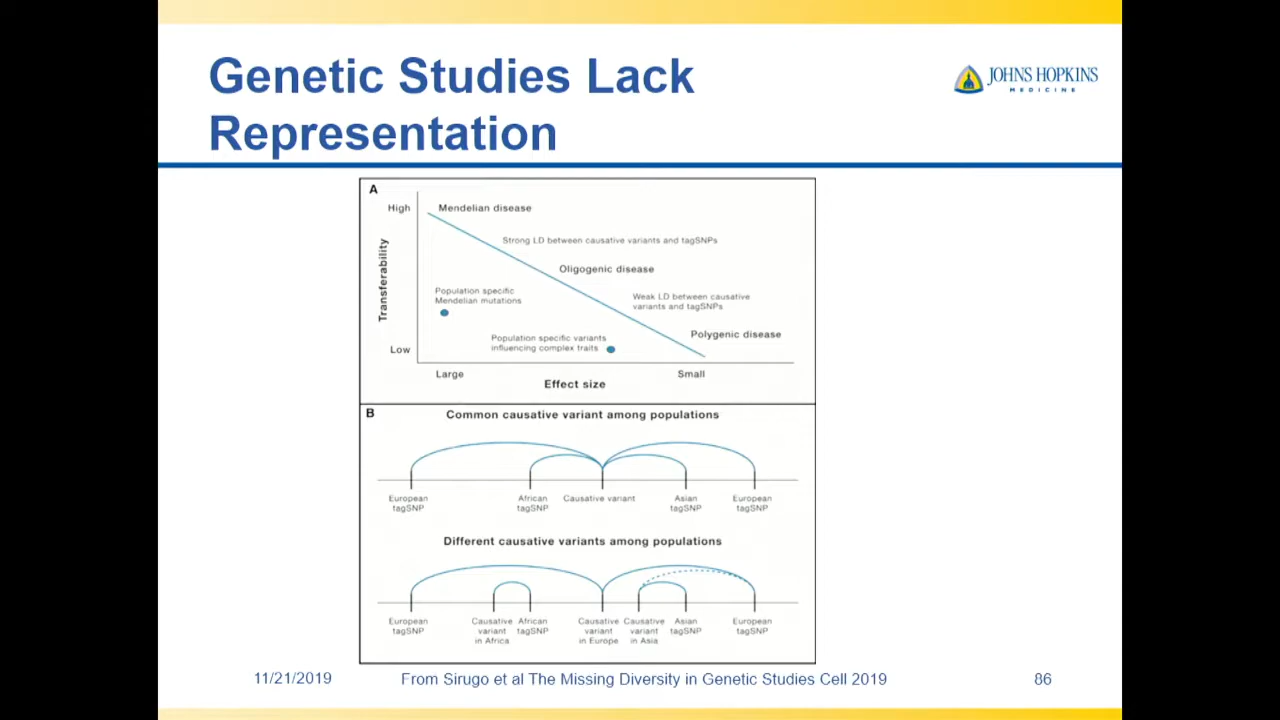 Genetic Studies Lack
Representation
JOHNS HOPKINS
MEDICINE
A
High
Mendelian disease
Strong LD between causative variants and tagSNPs
Oligogenic disease
Transferability
Population specific
Mendelian mutations
Weak LD between causative
variants and tagSNPs
Population specific variants
influencing complex traits
Polygenic disease
Low
Large
Small
Effect size
B
Common causative variant among populations
European
tagSNP
African
tagSNP
Causative variant
Asian
tagSNP
European
tagSNP
Different causative variants among populations
European
tagSNP
Causative
variant
in Africa
African
tagSNP
Causative
variant
in Europe
Causative
variant
in Asia
Asian
tagSNP
European
tagSNP
11/21/2019
From Sirugo et al The Missing Diversity in Genetic Studies Cell 2019
86